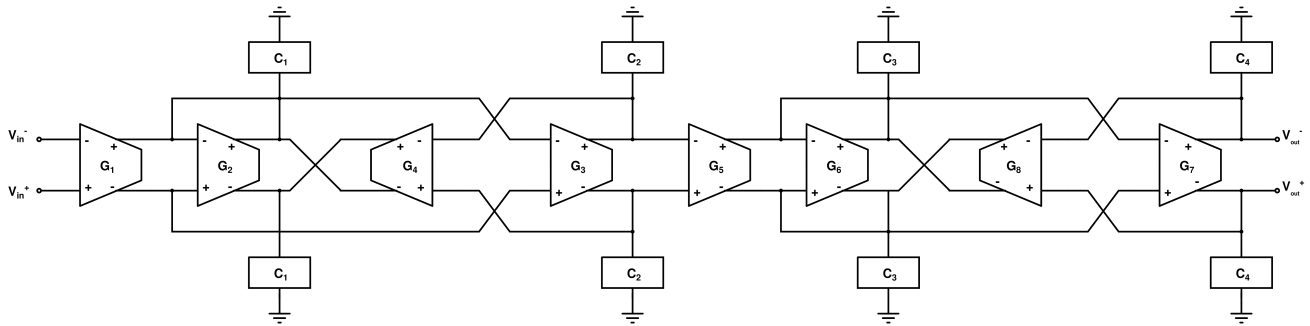 C₁ C₂ C₃ C₄
Vin⁻ - + G₁ + - - + G₂ + - + - G₄ - + - + G₃ + - - + G₅ + - - + G₆ + - + - G₈ - + - + G₇ + - Vout⁻
Vin⁺ Vout⁺
C₁ C₂ C₃ C₄